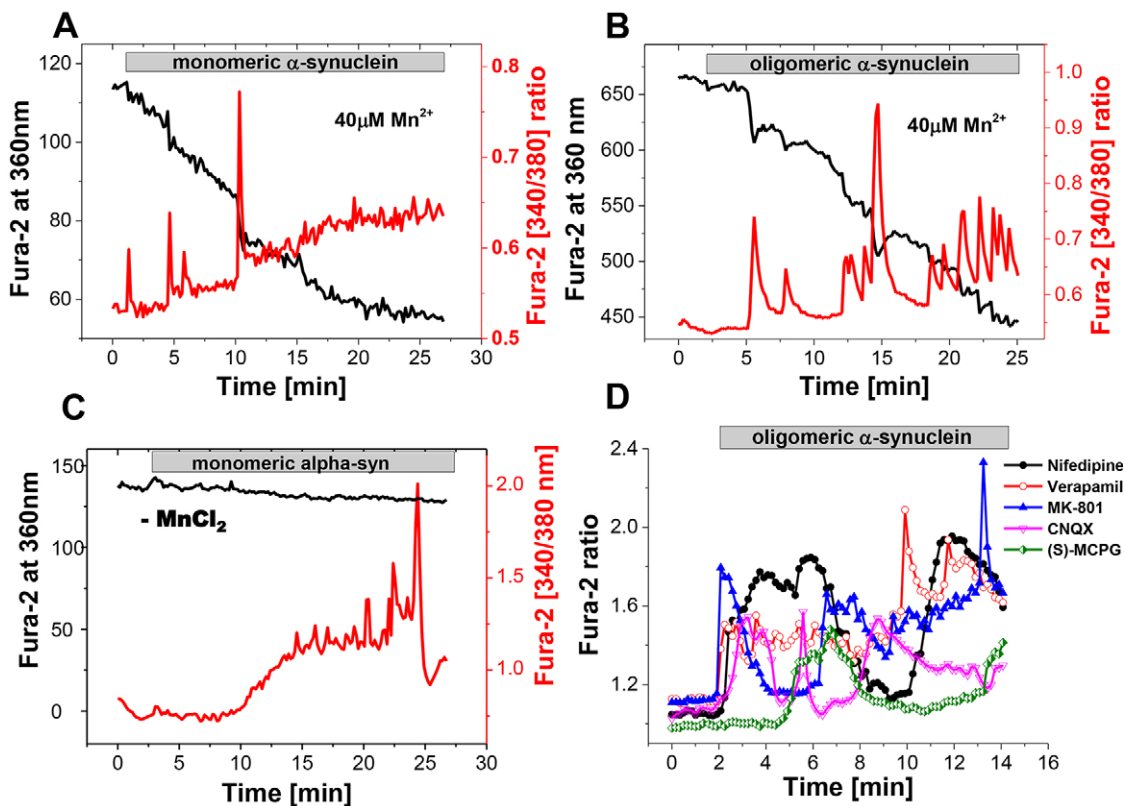 A
monomeric α-synuclein
40µM Mn²⁺
Fura-2 at 360nm
120
100
80
60
Fura-2 [340/380] ratio
0.8
0.7
0.6
0.5
0 5 10 15 20 25 30
Time [min]
B
oligomeric α-synuclein
40µM Mn²⁺
Fura-2 at 360 nm
650
600
550
500
450
Fura-2 [340/380] ratio
1.0
0.9
0.8
0.7
0.6
0 5 10 15 20 25
Time [min]
C
monomeric alpha-syn
- MnCl₂
Fura-2 at 360nm
150
100
50
0
Fura-2 [340/380 nm]
2.0
1.5
1.0
0 5 10 15 20 25 30
Time [min]
D
oligomeric α-synuclein
Fura-2 ratio
2.4
2.0
1.6
1.2
0 2 4 6 8 10 12 14 16
Time [min]
Nifedipine
Verapamil
MK-801
CNQX
(S)-MCPG